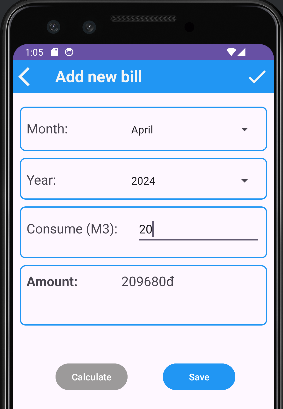 1:05
Add new bill
Month: April
Year: 2024
Consume (M3): 20
Amount: 209680đ
Calculate Save